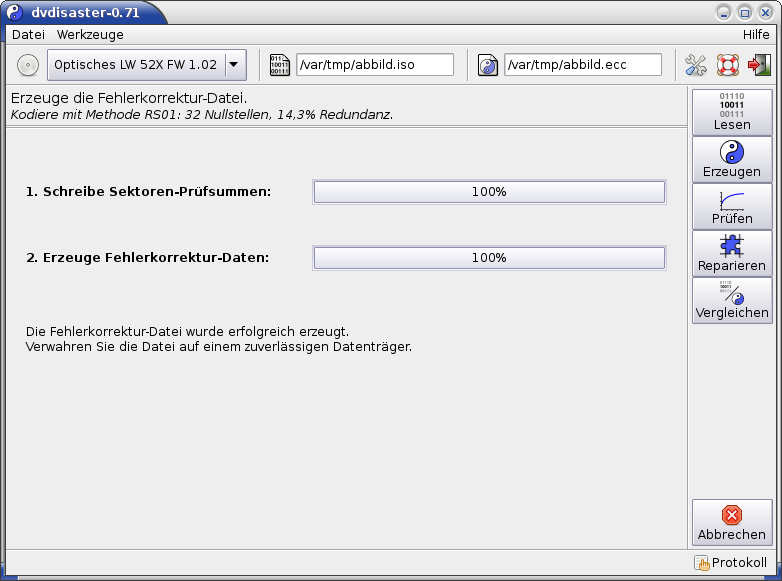 dvdisaster-0.71
Datei Werkzeuge Hilfe
Optisches LW 52X FW 1.02 /var/tmp/abbild.iso /var/tmp/abbild.ecc
Erzeuge die Fehlerkorrektur-Datei.
Kodiere mit Methode RS01: 32 Nullstellen, 14,3% Redundanz.
1. Schreibe Sektoren-Prüfsummen: 100%
2. Erzeuge Fehlerkorrektur-Daten: 100%
Die Fehlerkorrektur-Datei wurde erfolgreich erzeugt.
Verwahren Sie die Datei auf einem zuverlässigen Datenträger.
01110
10011
00111
Lesen
Erzeugen
Prüfen
Reparieren
Vergleichen
Abbrechen
Protokoll